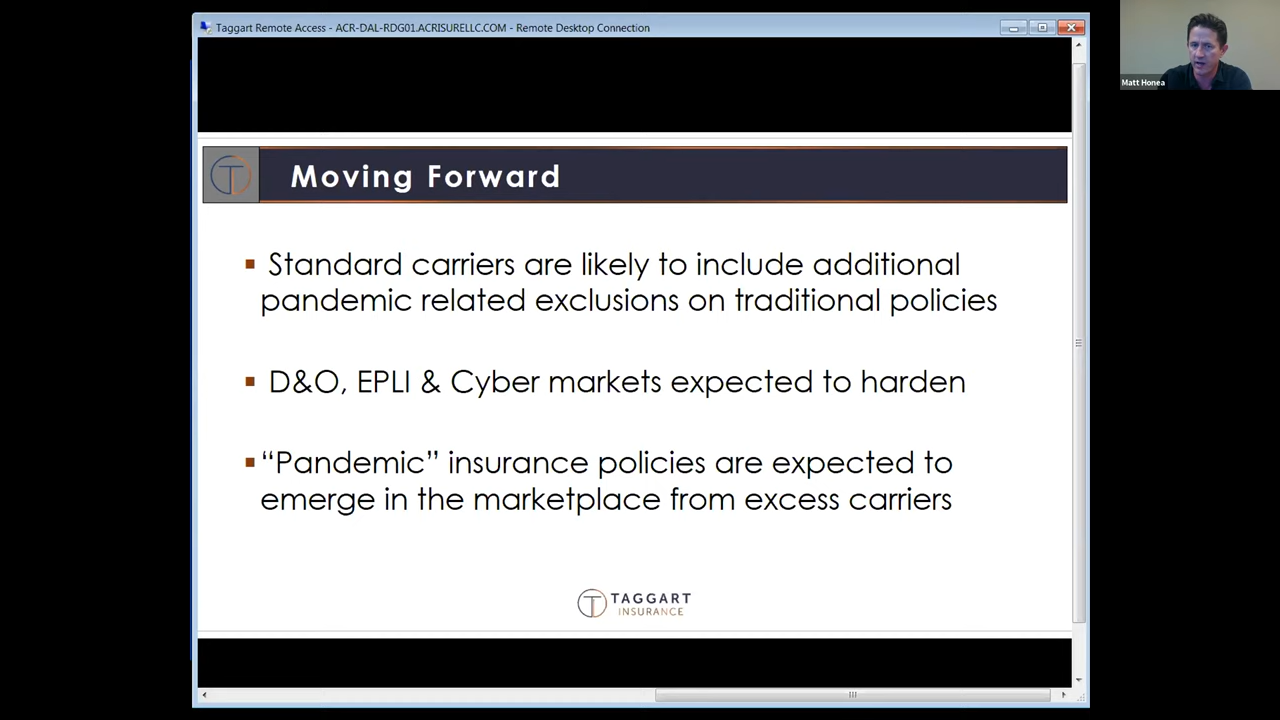 Taggart Remote Access - ACR-DAL-RDG01.ACRISURELLC.COM - Remote Desktop Connection
Matt Honea
T
Moving Forward
▪ Standard carriers are likely to include additional
pandemic related exclusions on traditional policies
▪ D&O, EPLI & Cyber markets expected to harden
▪ “Pandemic” insurance policies are expected to
emerge in the marketplace from excess carriers
T TAGGART
INSURANCE